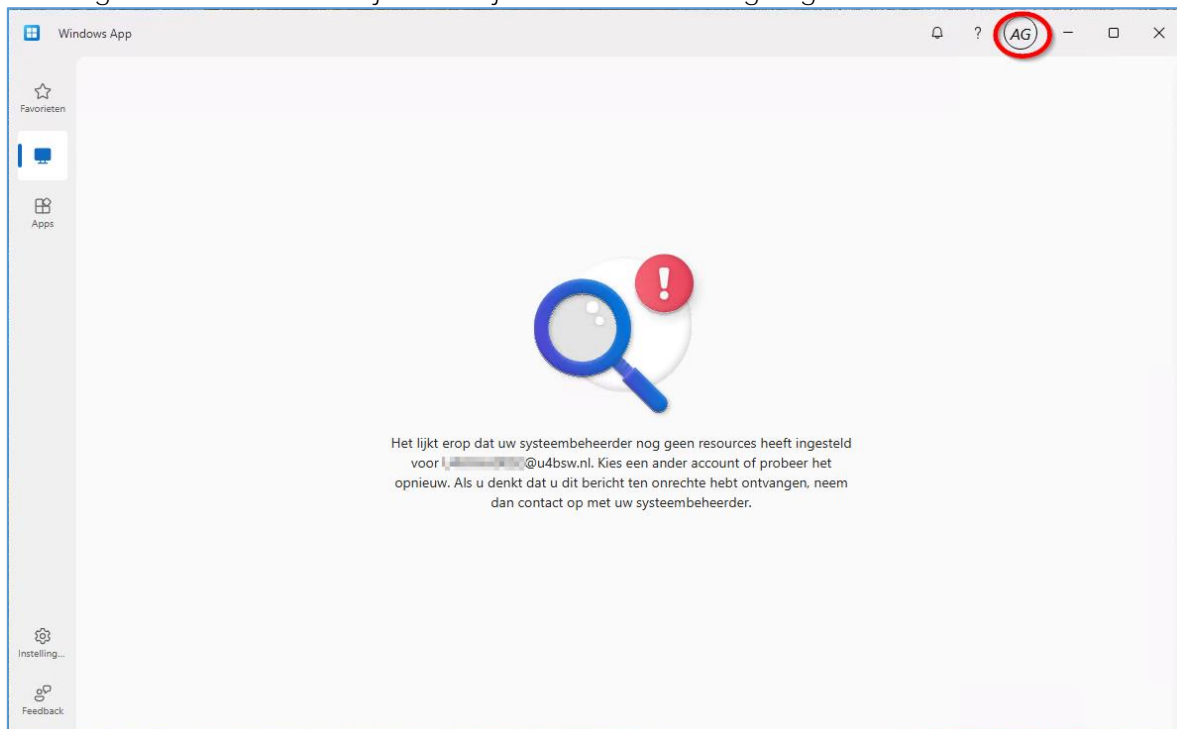 Windows App
?
AG
Favorieten
Apps
Het lijkt erop dat uw systeembeheerder nog geen resources heeft ingesteld
voor @u4bsw.nl. Kies een ander account of probeer het
opnieuw. Als u denkt dat u dit bericht ten onrechte hebt ontvangen, neem
dan contact op met uw systeembeheerder.
Instelling...
Feedback